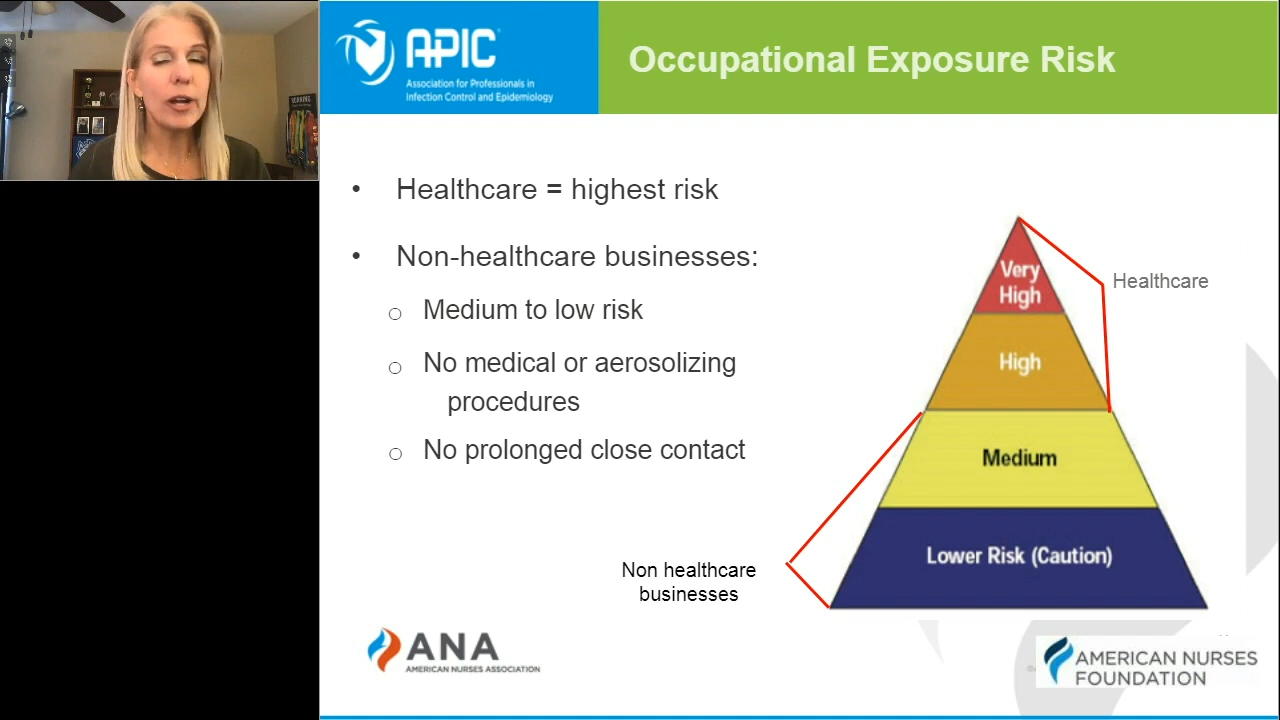 APIC
Association for Professionals in
Infection Control and Epidemiology
Occupational Exposure Risk
• Healthcare = highest risk
• Non-healthcare businesses:
o Medium to low risk
o No medical or aerosolizing
procedures
o No prolonged close contact
Very
High
High
Medium
Lower Risk (Caution)
Healthcare
Non healthcare
businesses
ANA
AMERICAN NURSES ASSOCIATION
AMERICAN NURSES
FOUNDATION